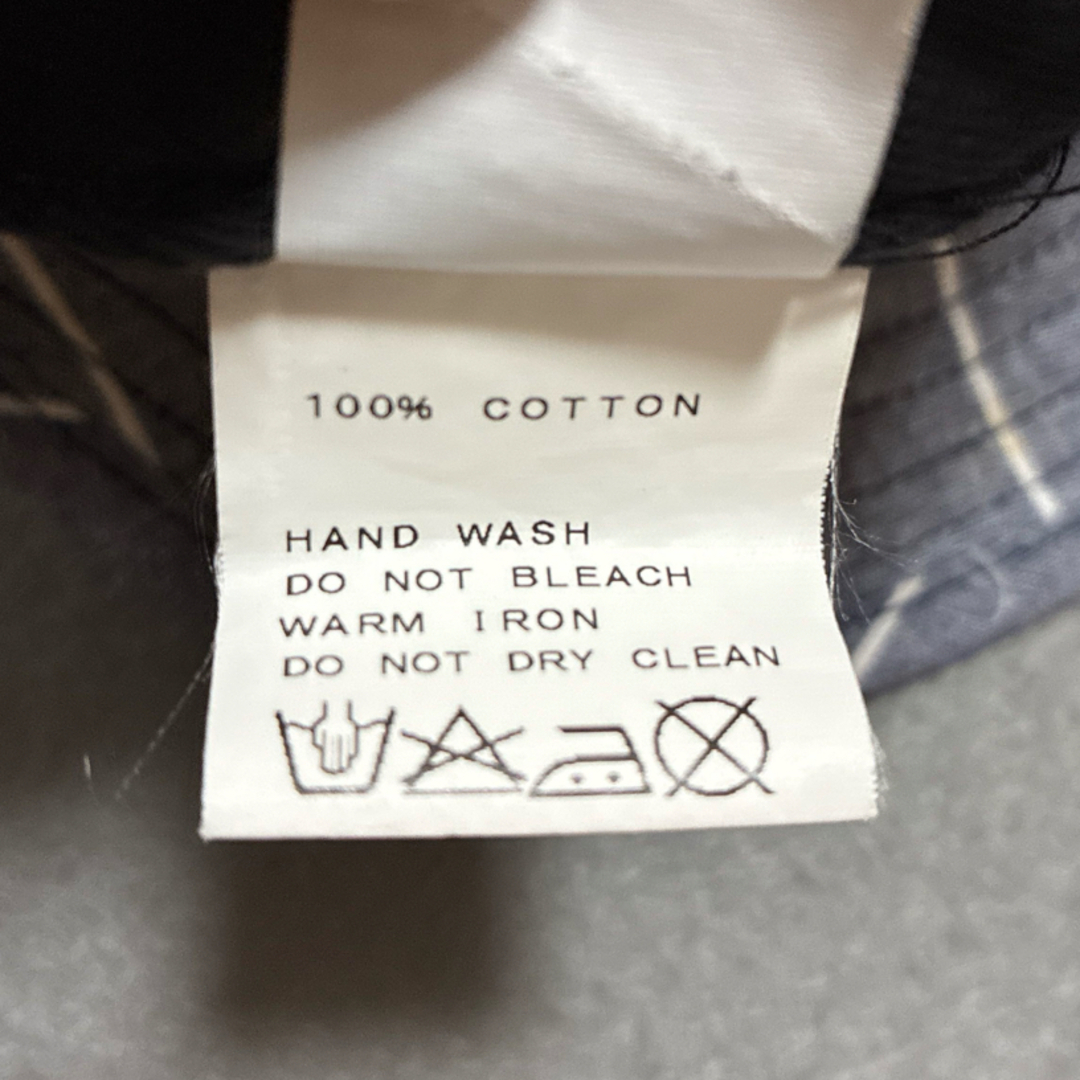 100% COTTON
HAND WASH
DO NOT BLEACH
WARM IRON
DO NOT DRY CLEAN